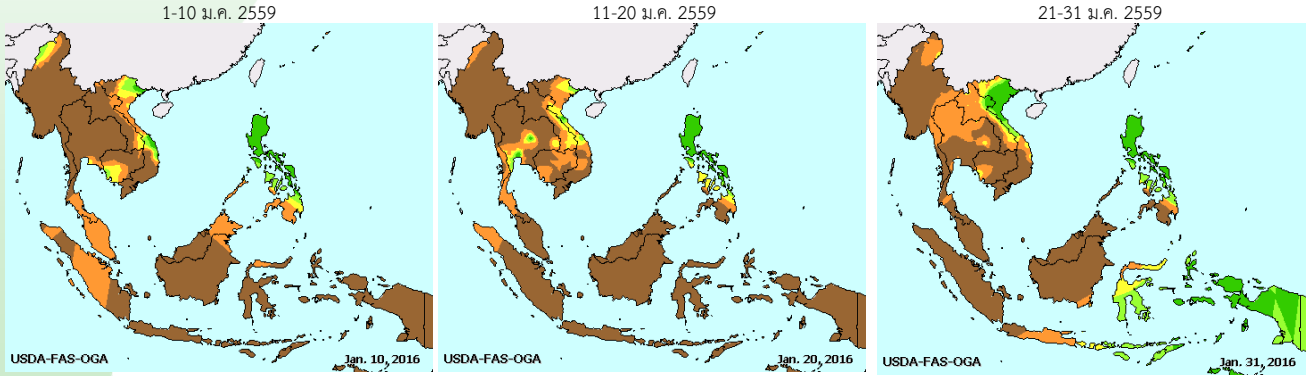 1-10 ม.ค. 2559
11-20 ม.ค. 2559
21-31 ม.ค. 2559
USDA-FAS-OGA
Jan. 10, 2016
USDA-FAS-OGA
Jan. 20, 2016
USDA-FAS-OGA
Jan. 31, 2016